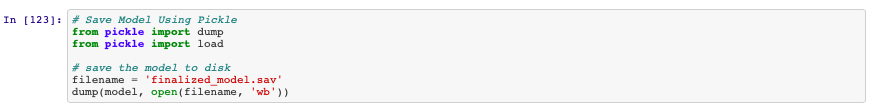 In [123]: # Save Model Using Pickle
from pickle import dump
from pickle import load
# save the model to disk
filename = 'finalized_model.sav'
dump(model, open(filename, 'wb'))